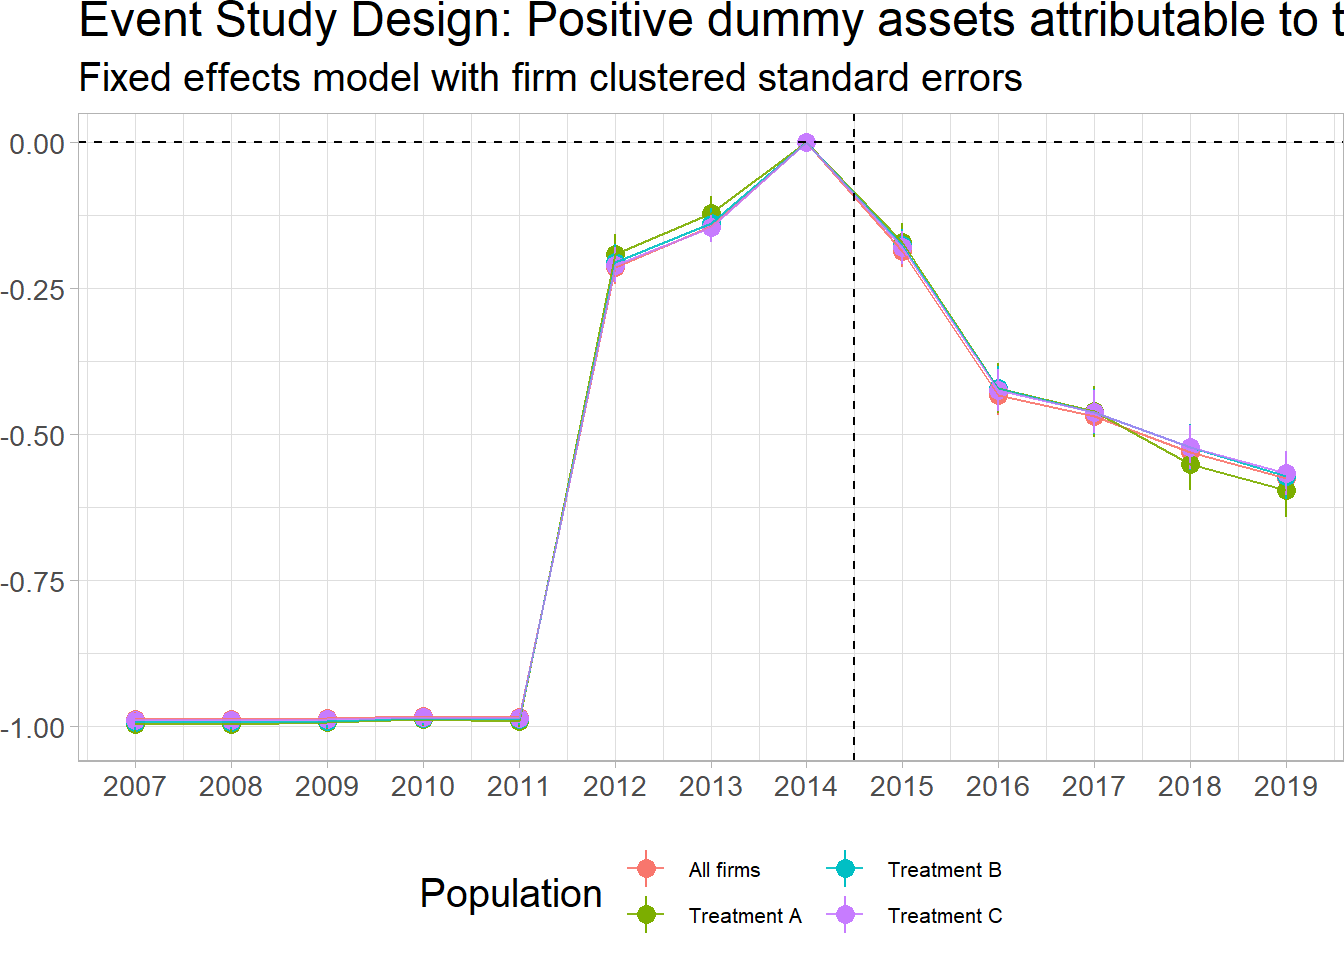 Event Study Design: Positive dummy assets attributable to t
Fixed effects model with firm clustered standard errors
0.00
-0.25
-0.50
-0.75
-1.00
2007 2008 2009 2010 2011 2012 2013 2014 2015 2016 2017 2018 2019
Population
All firms
Treatment A
Treatment B
Treatment C